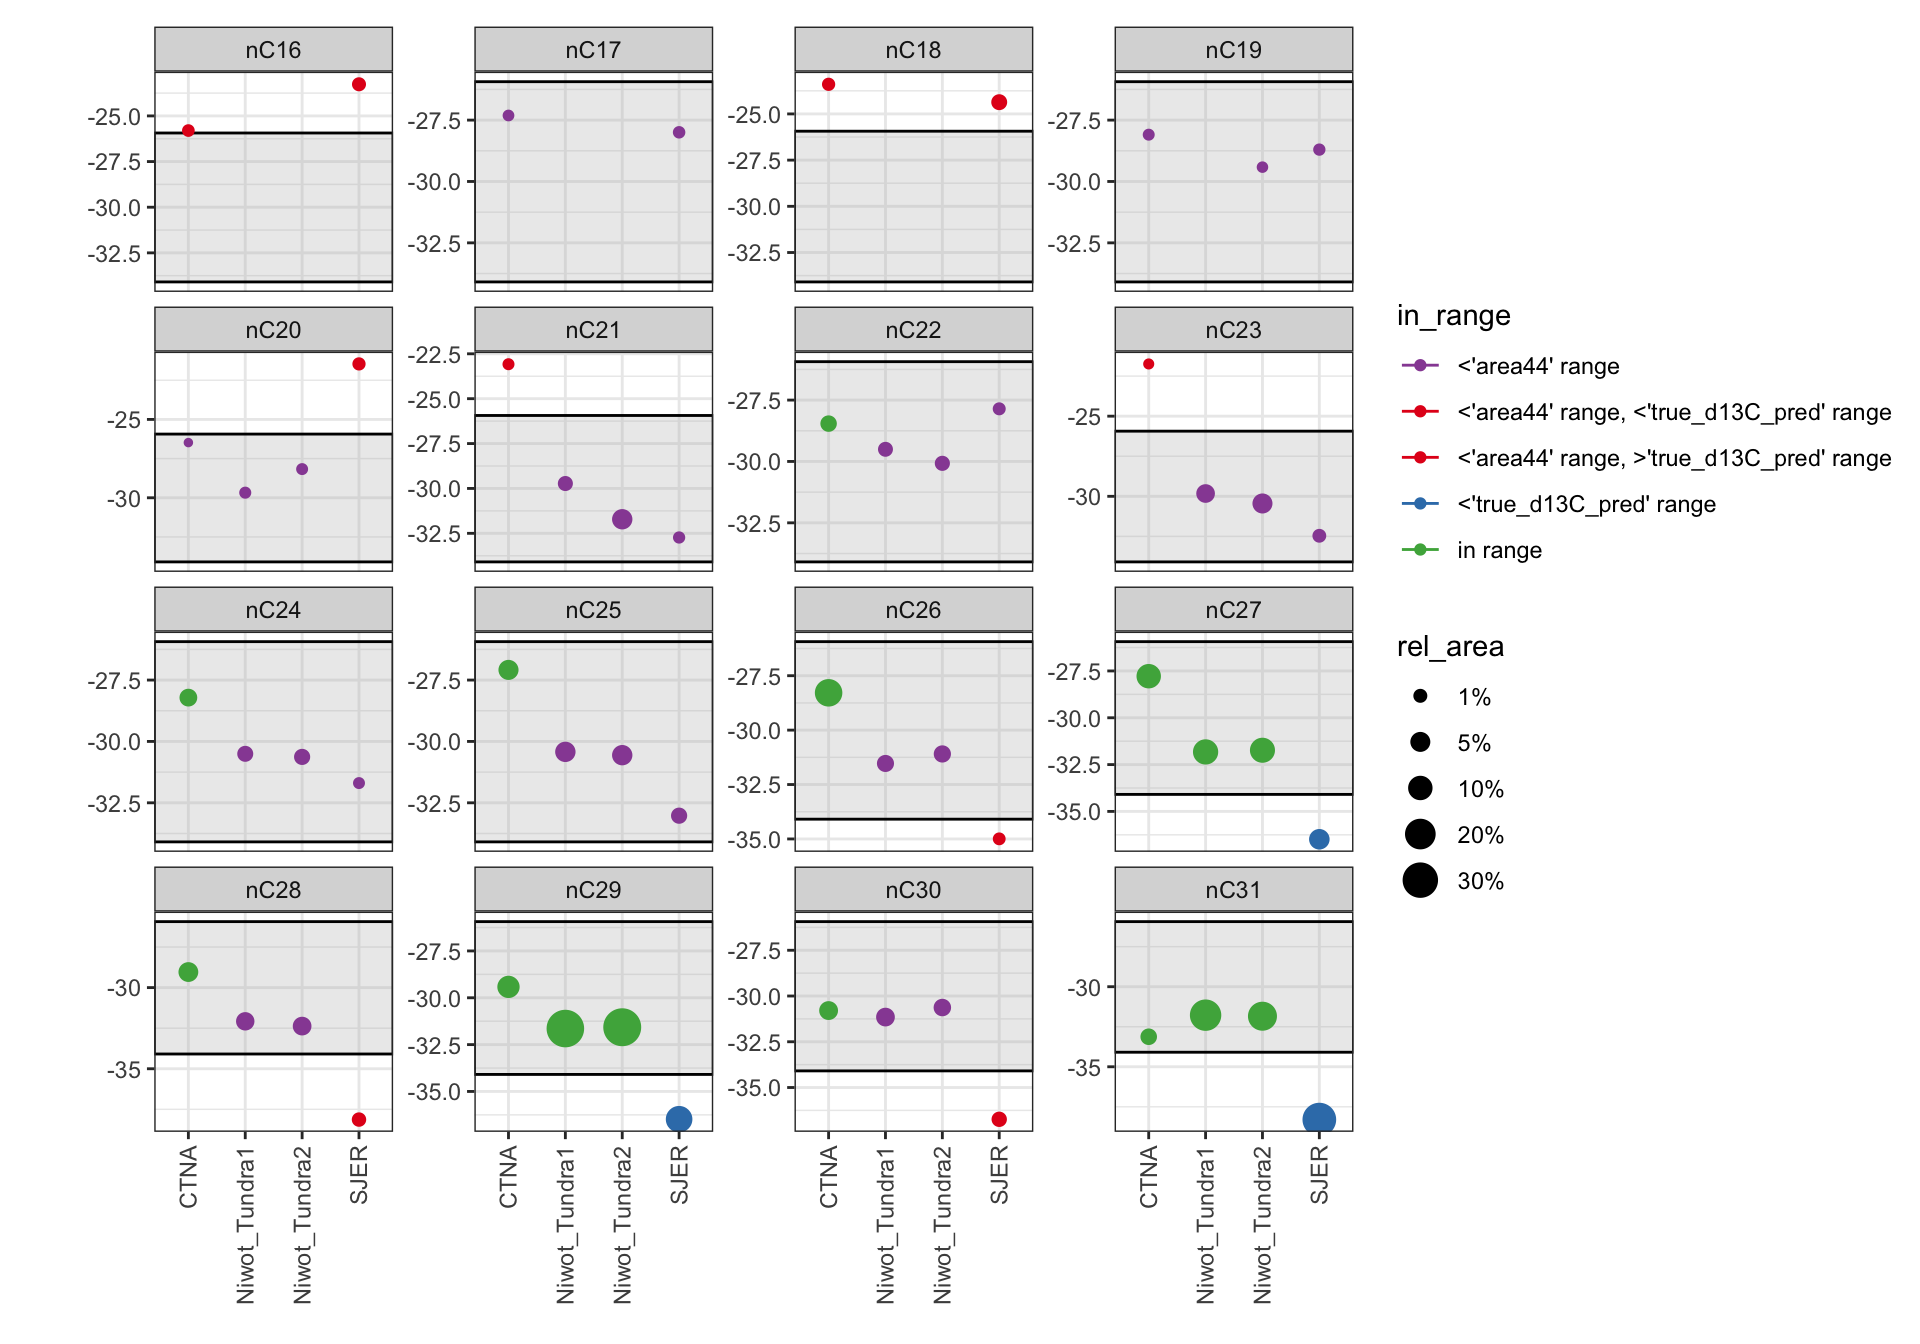 nC16 nC17 nC18 nC19
-25.0
-27.5
-30.0
-32.5
-27.5
-30.0
-32.5
-25.0
-27.5
-30.0
-32.5
-27.5
-30.0
-32.5
nC20 nC21 nC22 nC23
-25
-30
-22.5
-25.0
-27.5
-30.0
-32.5
-27.5
-30.0
-32.5
-25
-30
nC24 nC25 nC26 nC27
-27.5
-30.0
-32.5
-27.5
-30.0
-32.5
-27.5
-30.0
-32.5
-35.0
-27.5
-30.0
-32.5
-35.0
nC28 nC29 nC30 nC31
-30
-35
-27.5
-30.0
-32.5
-35.0
-27.5
-30.0
-32.5
-35.0
-30
-35
CTNA
Niwot_Tundra1
Niwot_Tundra2
SJER
CTNA
Niwot_Tundra1
Niwot_Tundra2
SJER
CTNA
Niwot_Tundra1
Niwot_Tundra2
SJER
CTNA
Niwot_Tundra1
Niwot_Tundra2
SJER
in_range
<'area44' range
<'area44' range, <'true_d13C_pred' range
<'area44' range, >'true_d13C_pred' range
<'true_d13C_pred' range
in range
rel_area
1%
5%
10%
20%
30%